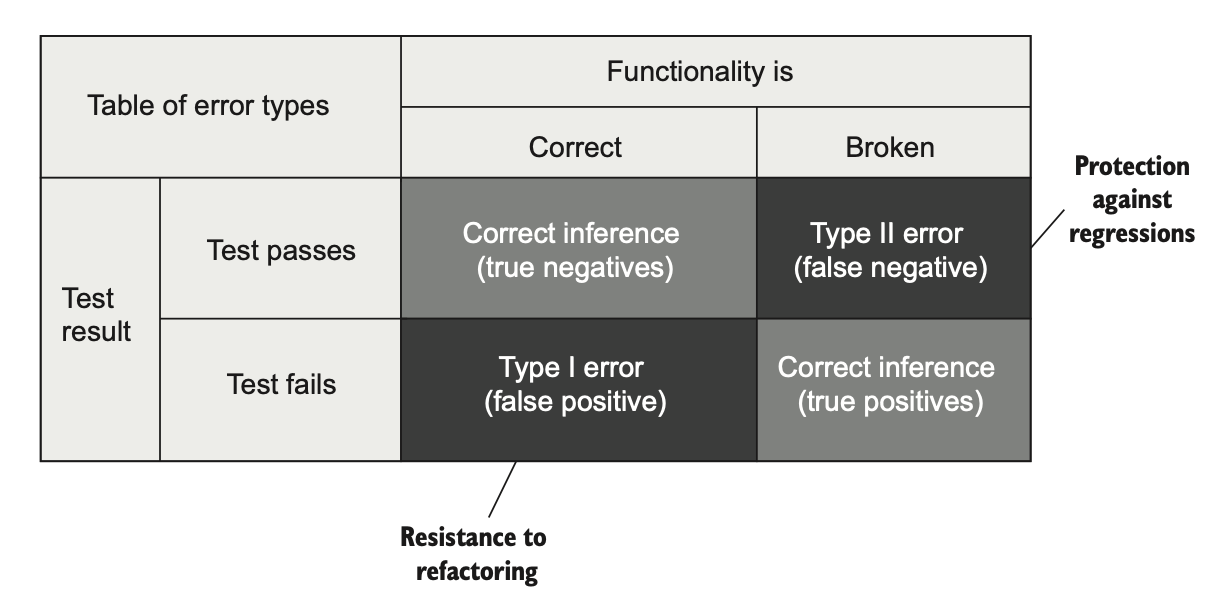 Table of error types
Functionality is
Correct
Broken
Protection
against
regressions
Test
result
Test passes
Correct inference
(true negatives)
Type II error
(false negative)
Test fails
Type I error
(false positive)
Correct inference
(true positives)
Resistance to
refactoring